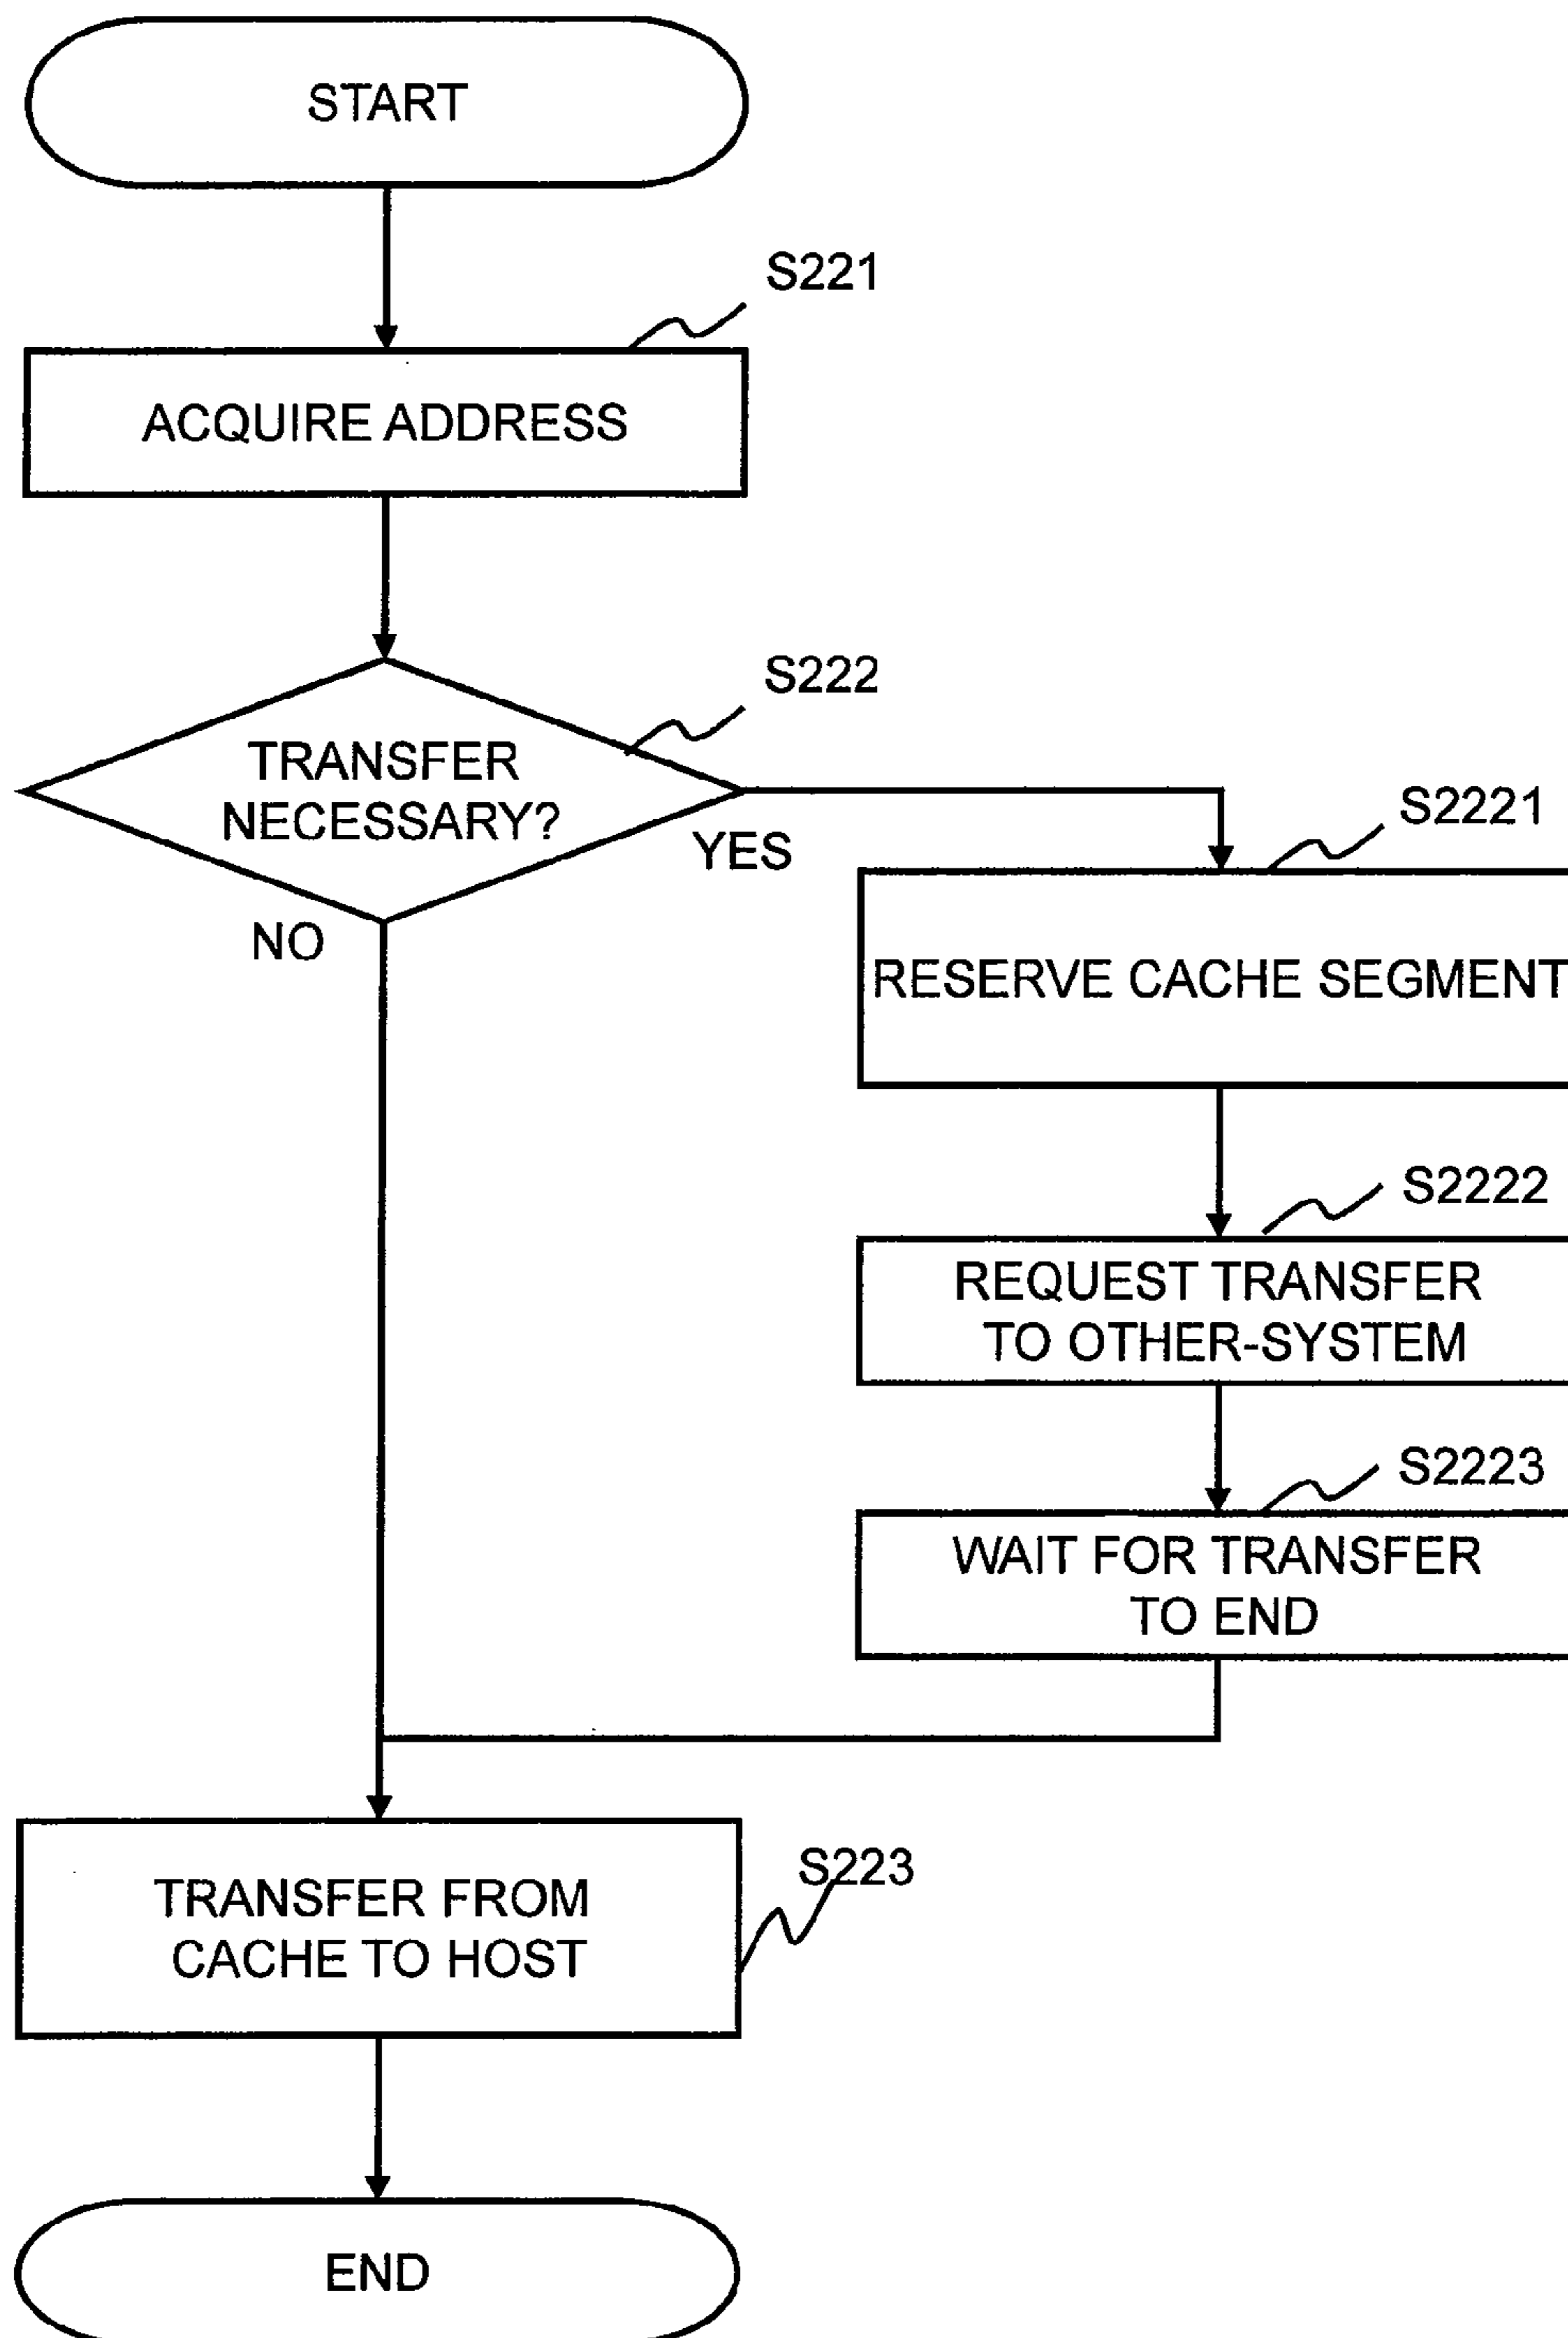 START
S221
ACQUIRE ADDRESS
S222
TRANSFER
NECESSARY?
YES
NO
S2221
RESERVE CACHE SEGMENT
S2222
REQUEST TRANSFER
TO OTHER-SYSTEM
S2223
WAIT FOR TRANSFER
TO END
S223
TRANSFER FROM
CACHE TO HOST
END